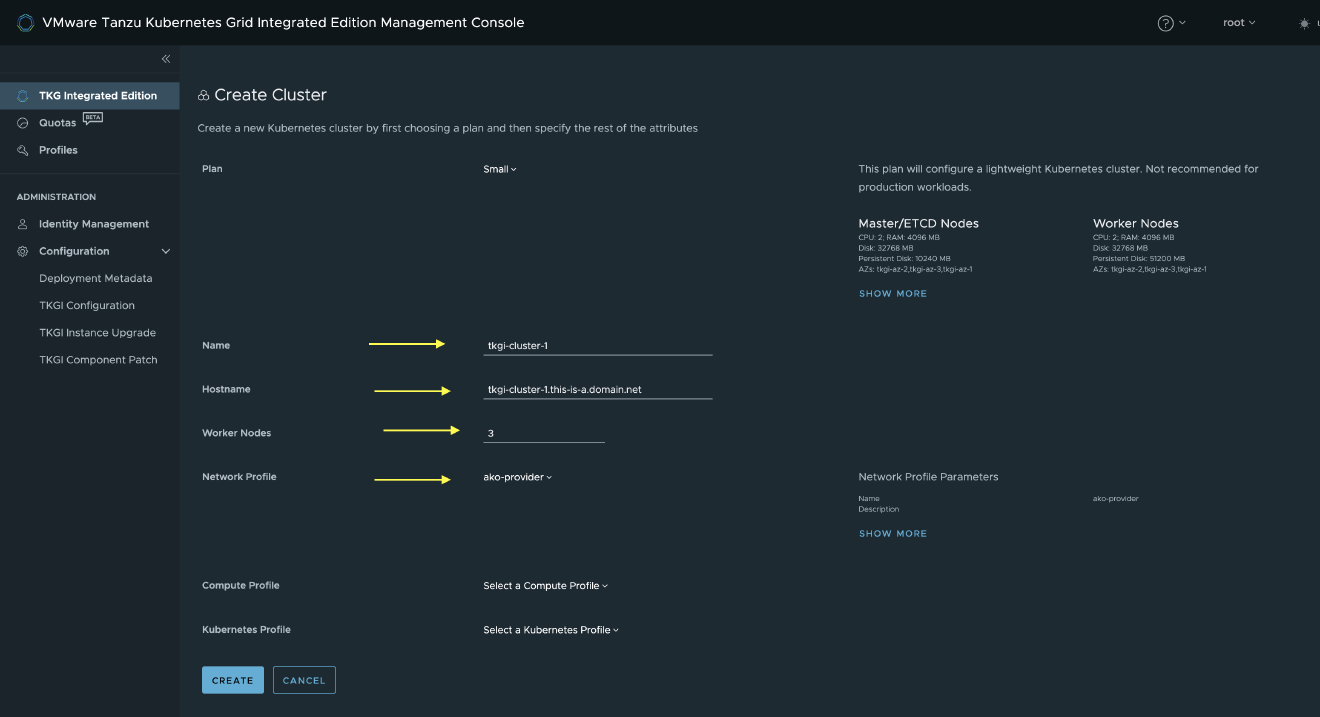 VMware Tanzu Kubernetes Grid Integrated Edition Management Console
root
TKG Integrated Edition
Quotas BETA
Profiles
ADMINISTRATION
Identity Management
Configuration
Deployment Metadata
TKGI Configuration
TKGI Instance Upgrade
TKGI Component Patch
Create Cluster
Create a new Kubernetes cluster by first choosing a plan and then specify the rest of the attributes
Plan
Small
This plan will configure a lightweight Kubernetes cluster. Not recommended for
production workloads.
Master/ETCD Nodes
CPU: 2; RAM: 4096 MB
Disk: 32768 MB
Persistent Disk: 10240 MB
AZs: tkgi-az-2,tkgi-az-3,tkgi-az-1
Worker Nodes
CPU: 2; RAM: 4096 MB
Disk: 32768 MB
Persistent Disk: 51200 MB
AZs: tkgi-az-2,tkgi-az-3,tkgi-az-1
SHOW MORE
Name
tkgi-cluster-1
Hostname
tkgi-cluster-1.this-is-a.domain.net
Worker Nodes
3
Network Profile
ako-provider
Network Profile Parameters
Name ako-provider
Description
SHOW MORE
Compute Profile
Select a Compute Profile
Kubernetes Profile
Select a Kubernetes Profile
CREATE
CANCEL